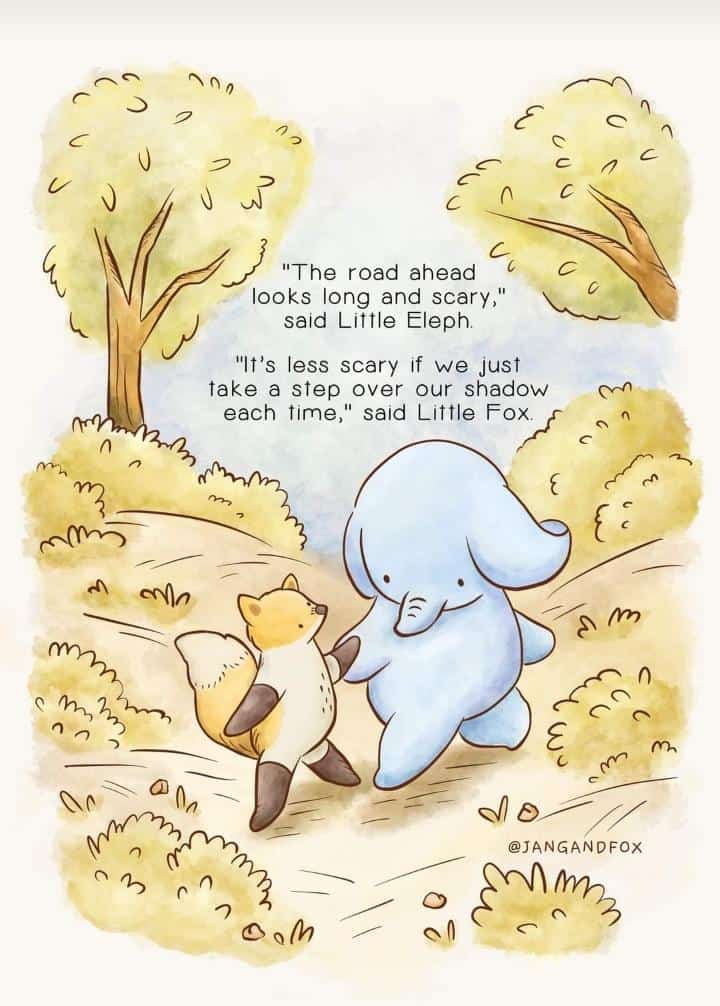 "The road ahead
looks long and scary,"
said Little Eleph.
"It's less scary if we just
take a step over our shadow
each time," said Little Fox.
@JANGANDFOX